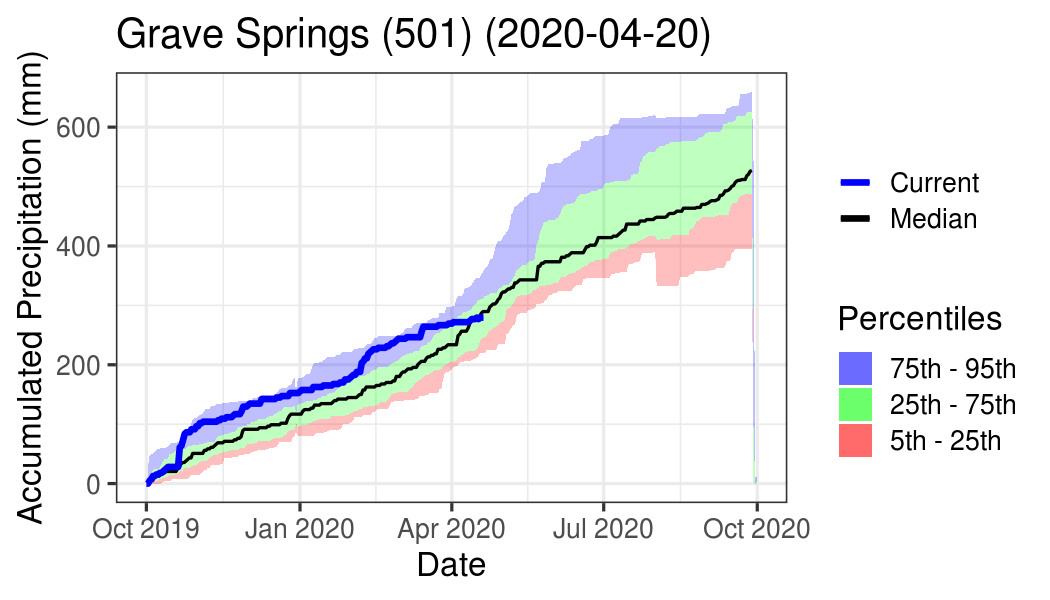 Grave Springs (501) (2020-04-20)
Accumulated Precipitation (mm)
600
400
200
0
Oct 2019
Jan 2020
Apr 2020
Jul 2020
Oct 2020
Date
Current
Median
Percentiles
75th - 95th
25th - 75th
5th - 25th